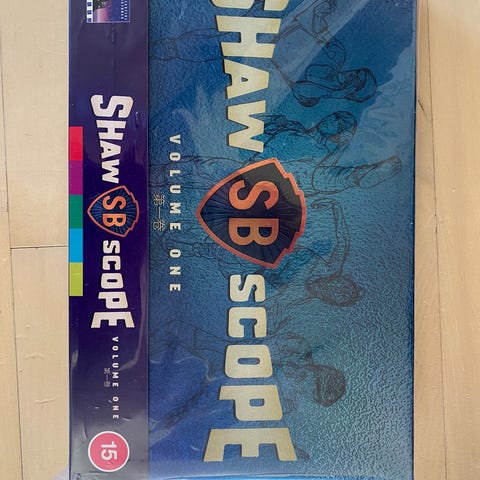 SHAW
SB
SCOPE
VOLUME ONE
第一卷
15
SHAW
SB
SCOPE
VOLUME ONE
第一卷